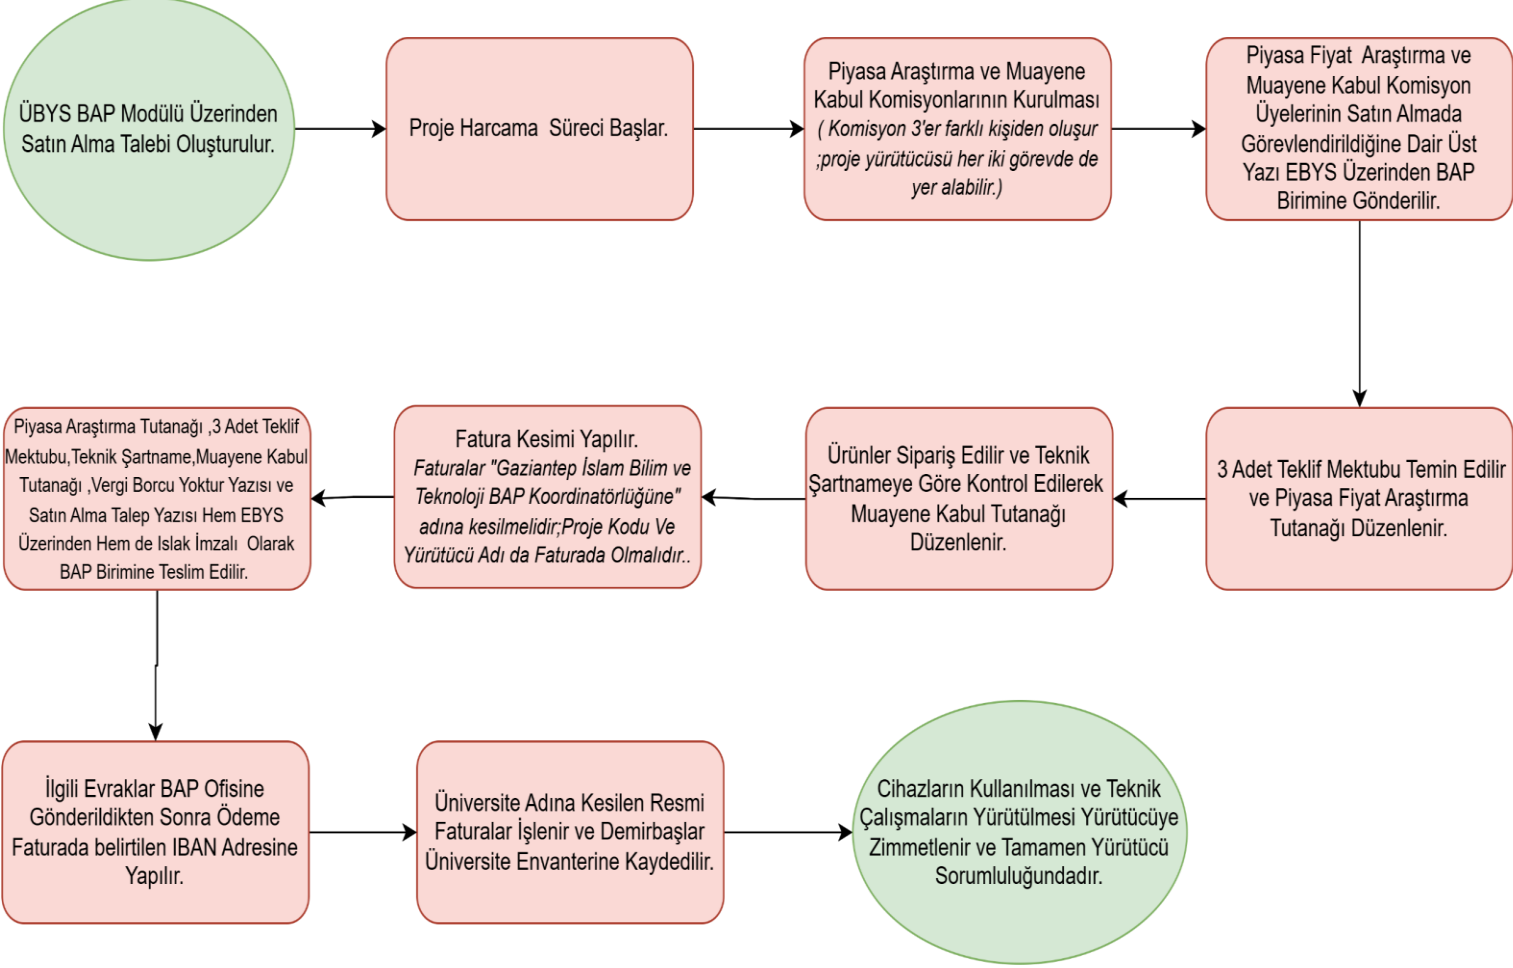 ÜBYS BAP Modülü Üzerinden
Satın Alma Talebi Oluşturulur.
Proje Harcama Süreci Başlar.
Piyasa Araştırma ve Muayene
Kabul Komisyonlarının Kurulması
( Komisyon 3'er farklı kişiden oluşur
;proje yürütücüsü her iki görevde de
yer alabilir.)
Piyasa Fiyat Araştırma ve
Muayene Kabul Komisyon
Üyelerinin Satın Almada
Görevlendirildiğine Dair Üst
Yazı EBYS Üzerinden BAP
Birimine Gönderilir.
3 Adet Teklif Mektubu Temin Edilir
ve Piyasa Fiyat Araştırma
Tutanağı Düzenlenir.
Ürünler Sipariş Edilir ve Teknik
Şartnameye Göre Kontrol Edilerek
Muayene Kabul Tutanağı
Düzenlenir.
Fatura Kesimi Yapılır.
Faturalar "Gaziantep İslam Bilim ve
Teknoloji BAP Koordinatörlüğüne"
adına kesilmelidir;Proje Kodu Ve
Yürütücü Adı da Faturada Olmalıdır..
Piyasa Araştırma Tutanağı ,3 Adet Teklif
Mektubu,Teknik Şartname,Muayene Kabul
Tutanağı ,Vergi Borcu Yoktur Yazısı ve
Satın Alma Talep Yazısı Hem EBYS
Üzerinden Hem de Islak İmzalı Olarak
BAP Birimine Teslim Edilir.
İlgili Evraklar BAP Ofisine
Gönderildikten Sonra Ödeme
Faturada belirtilen IBAN Adresine
Yapılır.
Üniversite Adına Kesilen Resmi
Faturalar İşlenir ve Demirbaşlar
Üniversite Envanterine Kaydedilir.
Cihazların Kullanılması ve Teknik
Çalışmaların Yürütülmesi Yürütücüye
Zimmetlenir ve Tamamen Yürütücü
Sorumluluğundadır.